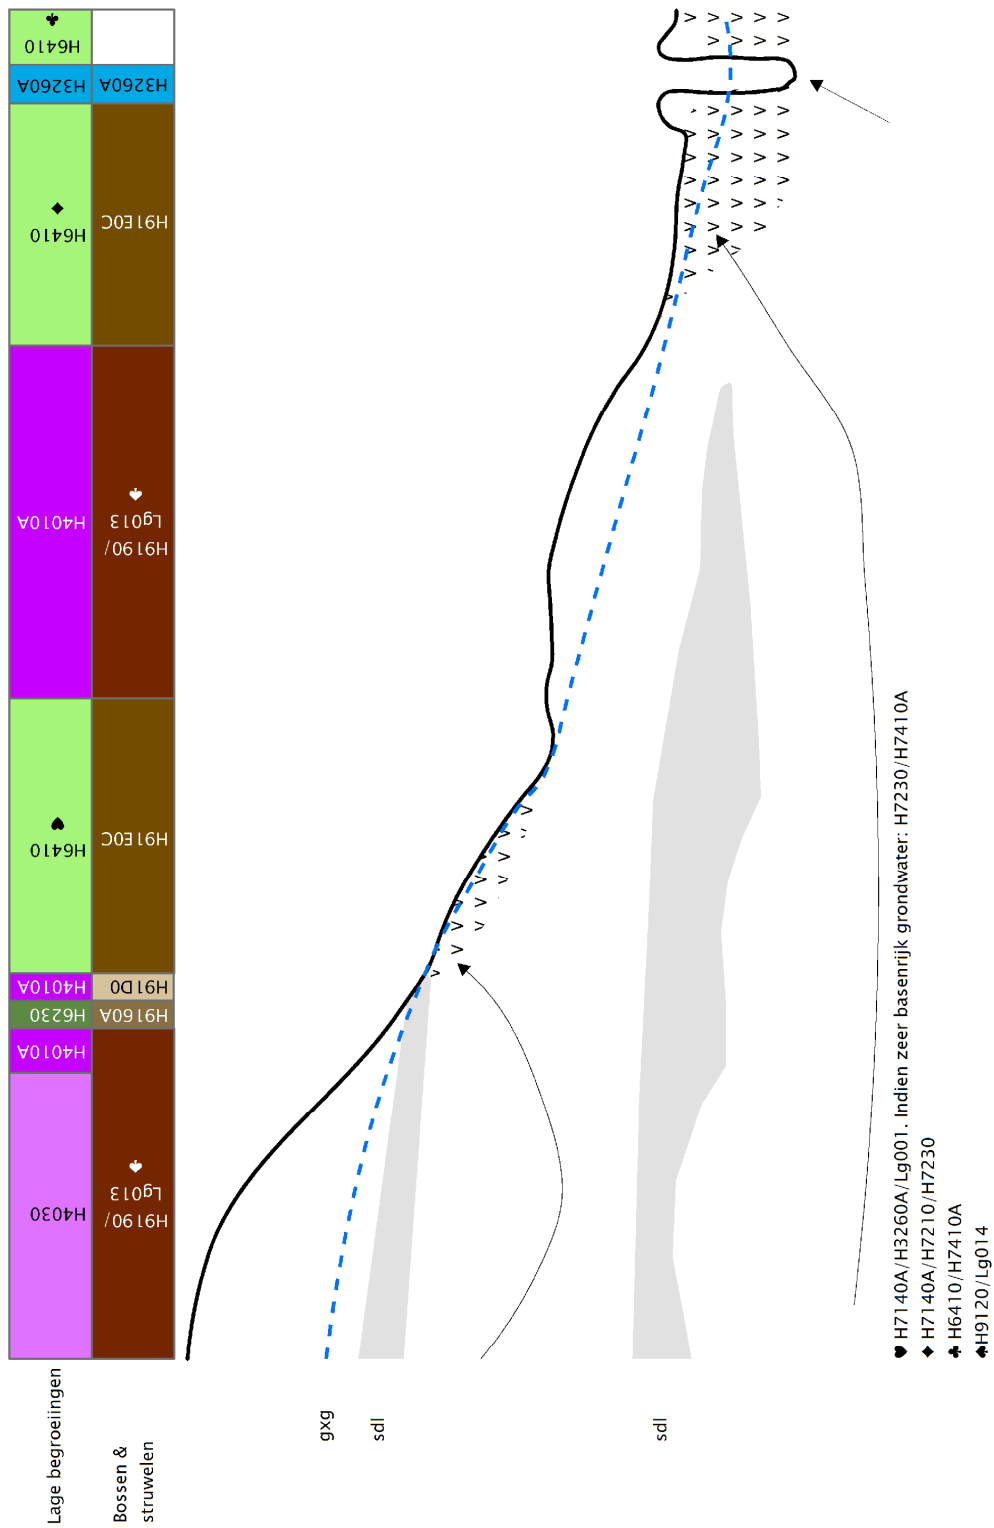 Lage begroeiingen
H4030
H4010A
H6230
H4010A
H6410 ♥
H4010A
H6410 ♦
H3260A
H6410 ♣
Bossen &
struwelen
H9190/
Lg013
♠
H9160A
H91D0
H91E0C
H9190/
Lg013
♠
H91E0C
H3260A
gxg
sdl
sdl
♥ H7140A/H3260A/Lg001. Indien zeer basenrijk grondwater: H7230/H7410A
♦ H7140A/H7210/H7230
♣ H6410/H7410A
♠H9120/Lg014